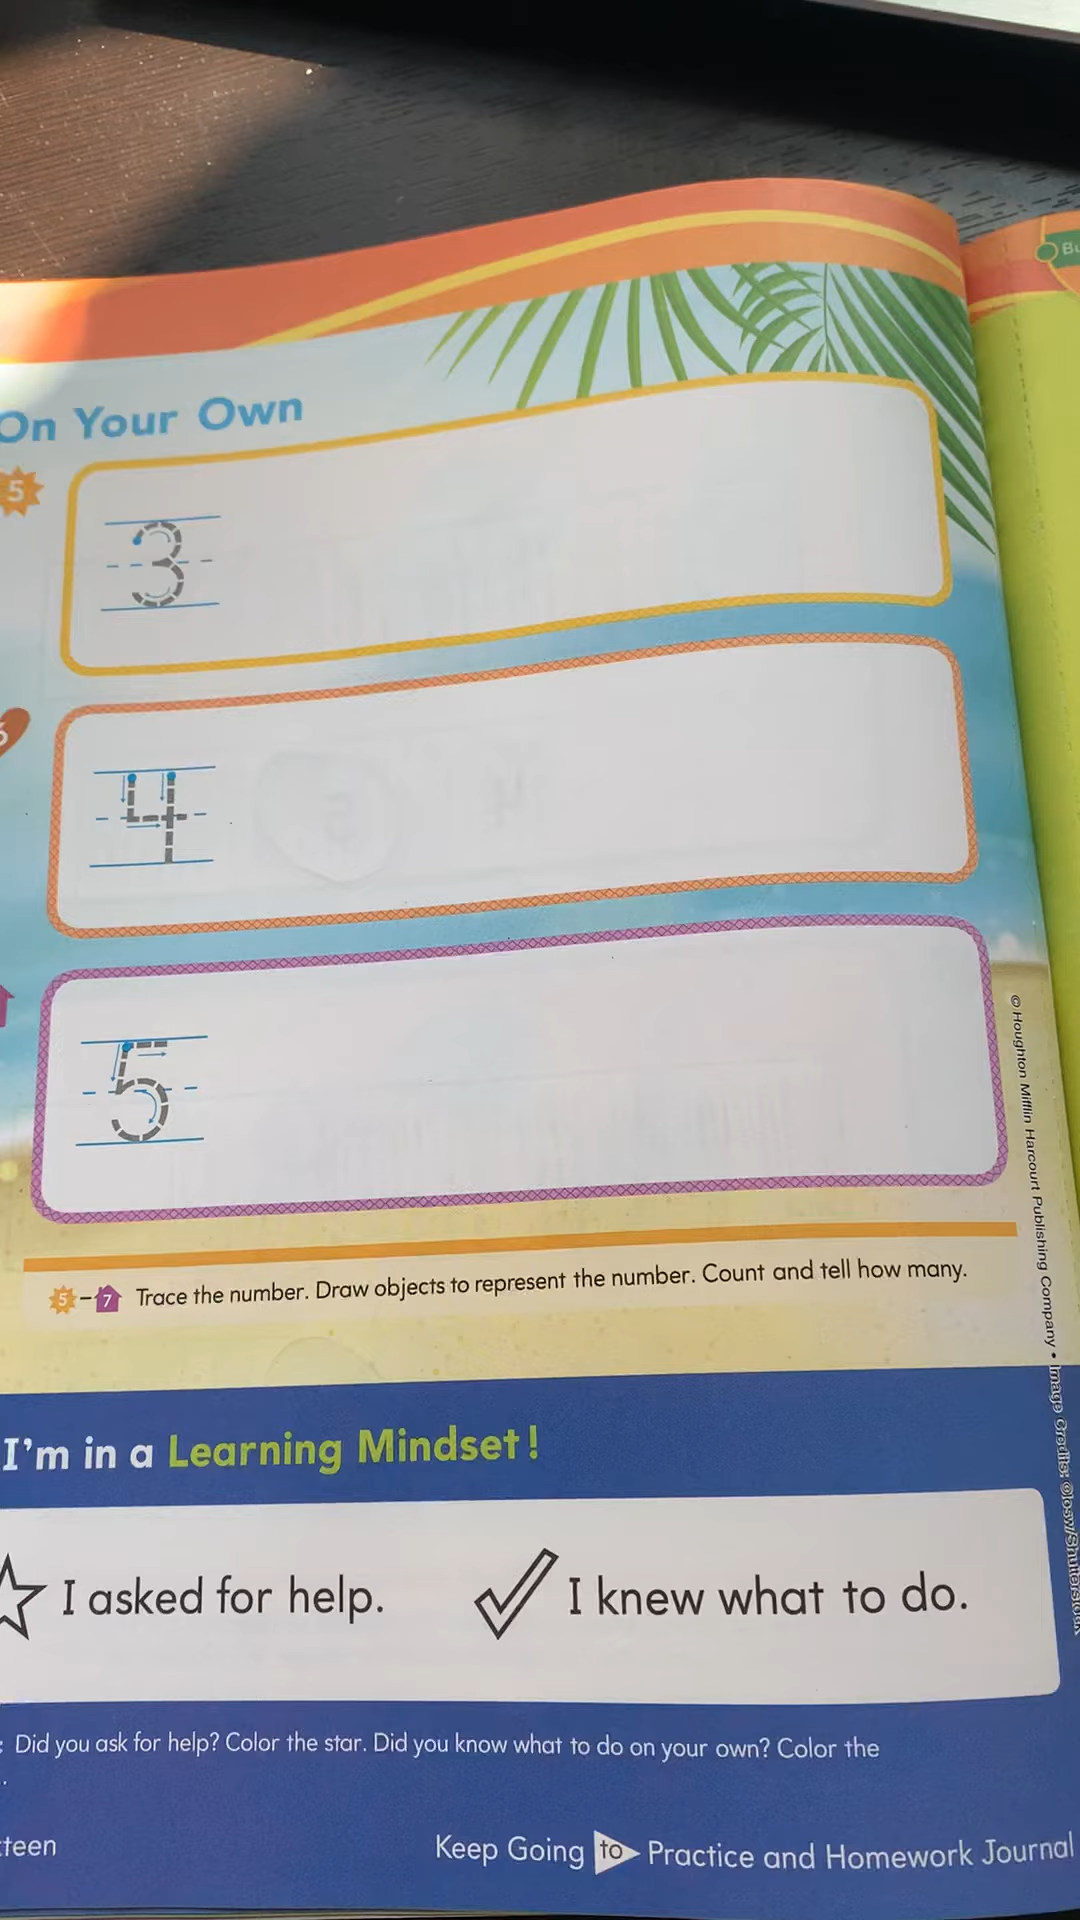 Bu
On Your Own
5
3
6
4
5
5 – 7 Trace the number. Draw objects to represent the number. Count and tell how many.
© Houghton Mifflin Harcourt Publishing Company • Image Credits: ©losw/Shutterstock
I'm in a Learning Mindset!
I asked for help.
I knew what to do.
: Did you ask for help? Color the star. Did you know what to do on your own? Color the
.
teen
Keep Going to Practice and Homework Journal